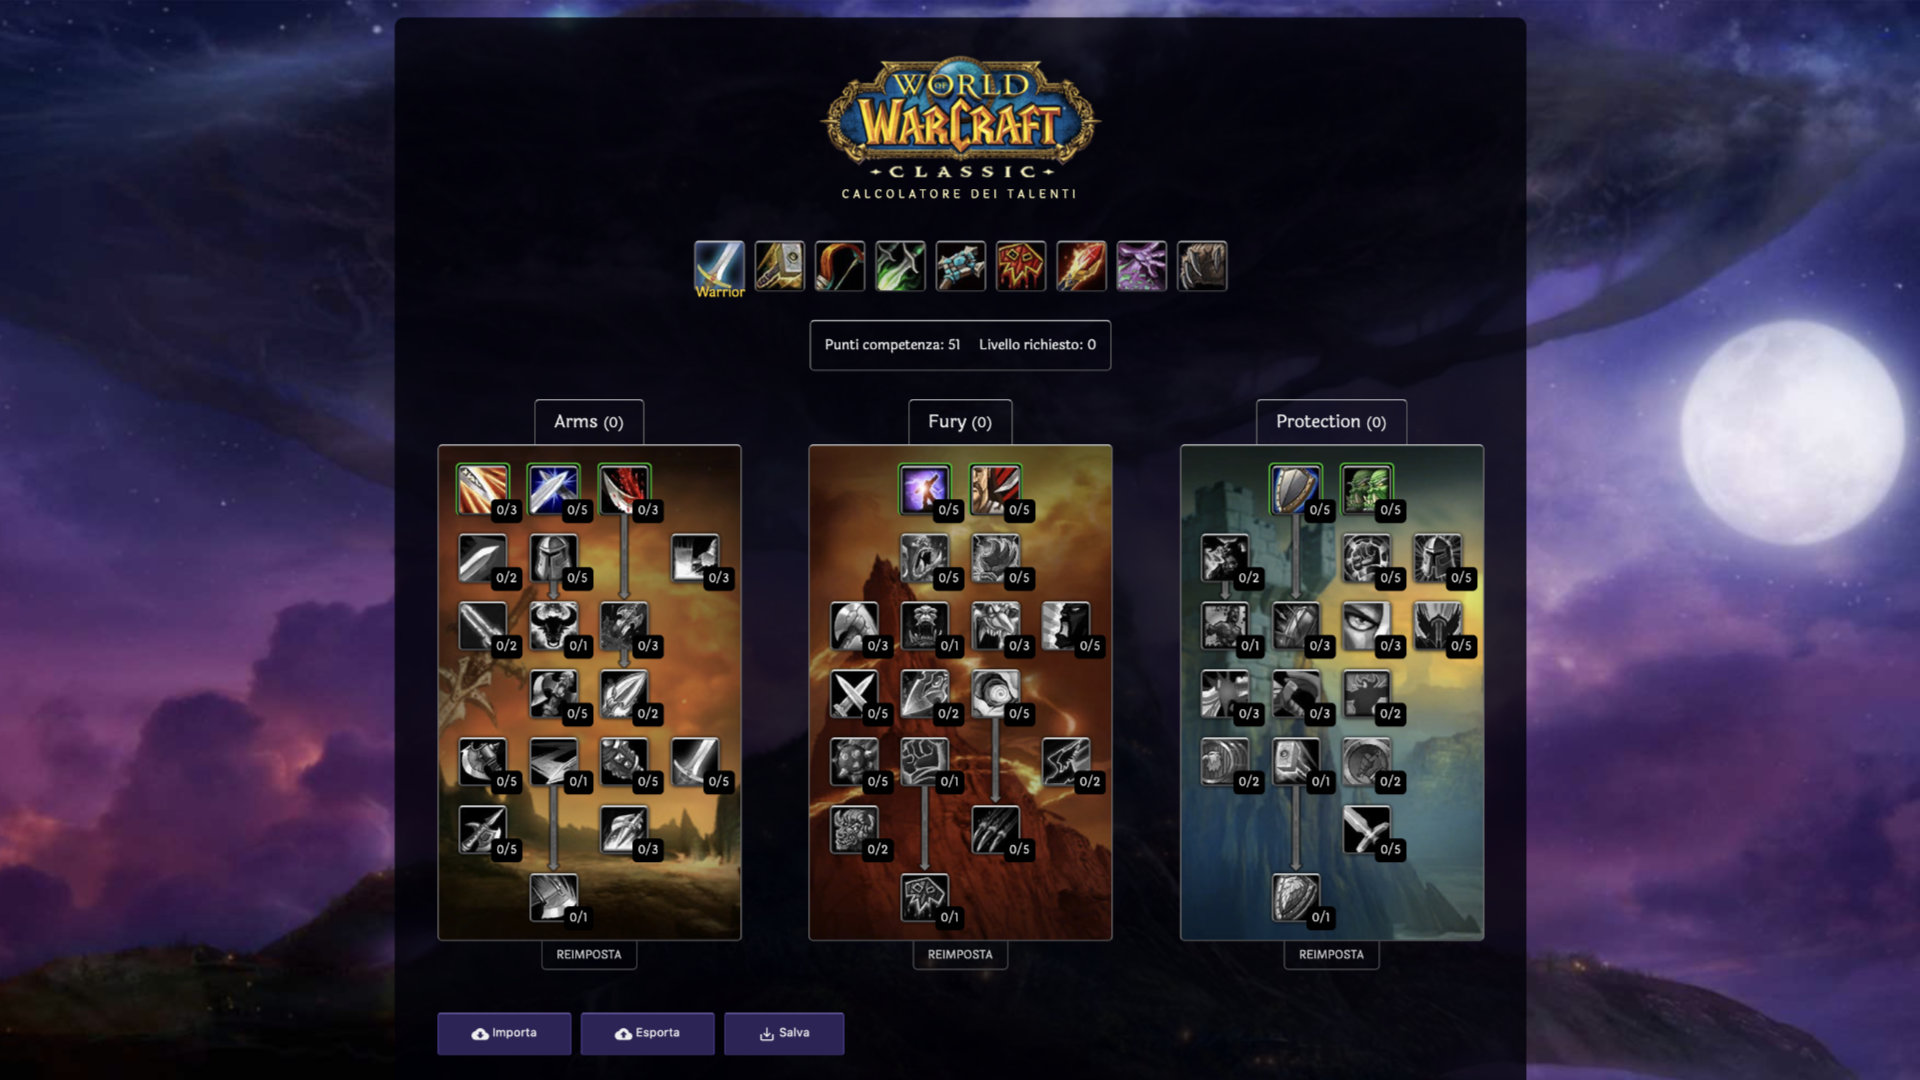 WORLD
OF
WARCRAFT
CLASSIC
CALCOLATORE DEI TALENTI
Warrior
Punti competenza: 51 Livello richiesto: 0
Arms (0)
0/3 0/5 0/3
0/2 0/5 0/3
0/2 0/1 0/3
0/5 0/2
0/5 0/1 0/5 0/5
0/5 0/3
0/1
REIMPOSTA
Fury (0)
0/5 0/5
0/5 0/5
0/3 0/1 0/3 0/5
0/5 0/2 0/5
0/5 0/1 0/2
0/2 0/5
0/1
REIMPOSTA
Protection (0)
0/5 0/5
0/2 0/5 0/5
0/1 0/3 0/3 0/5
0/3 0/3 0/2
0/2 0/1 0/2
0/5
0/1
REIMPOSTA
Importa Esporta Salva